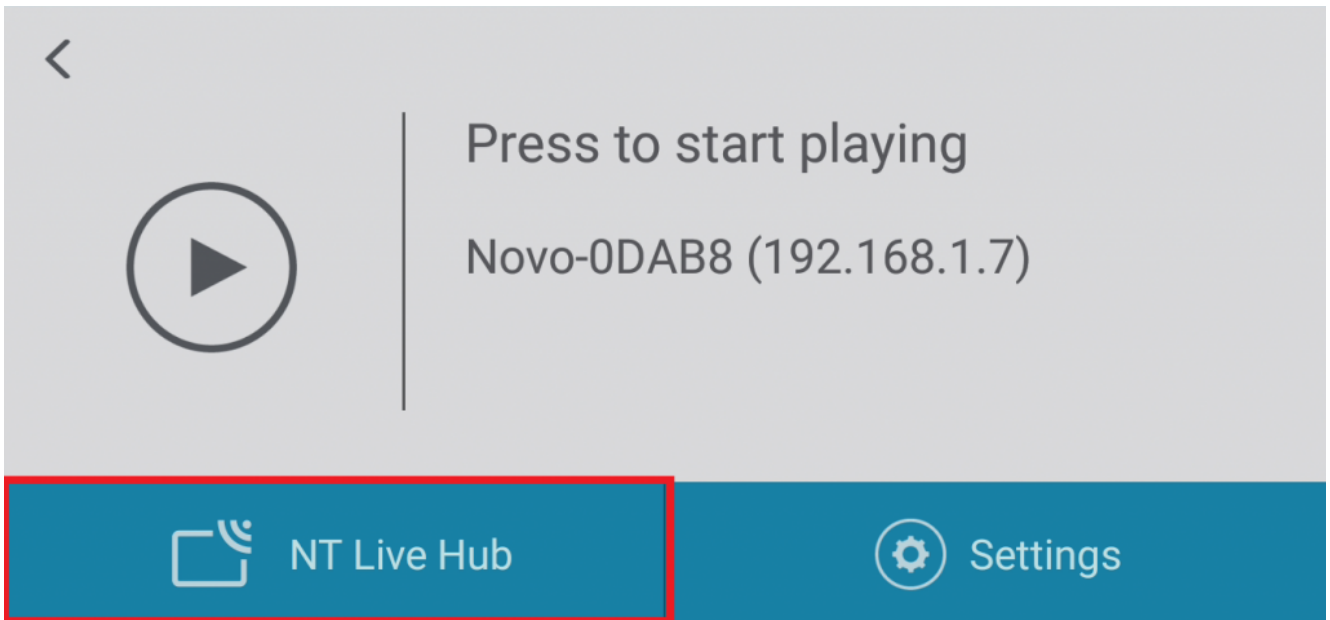 Press to start playing
Novo-0DAB8 (192.168.1.7)
NT Live Hub
Settings